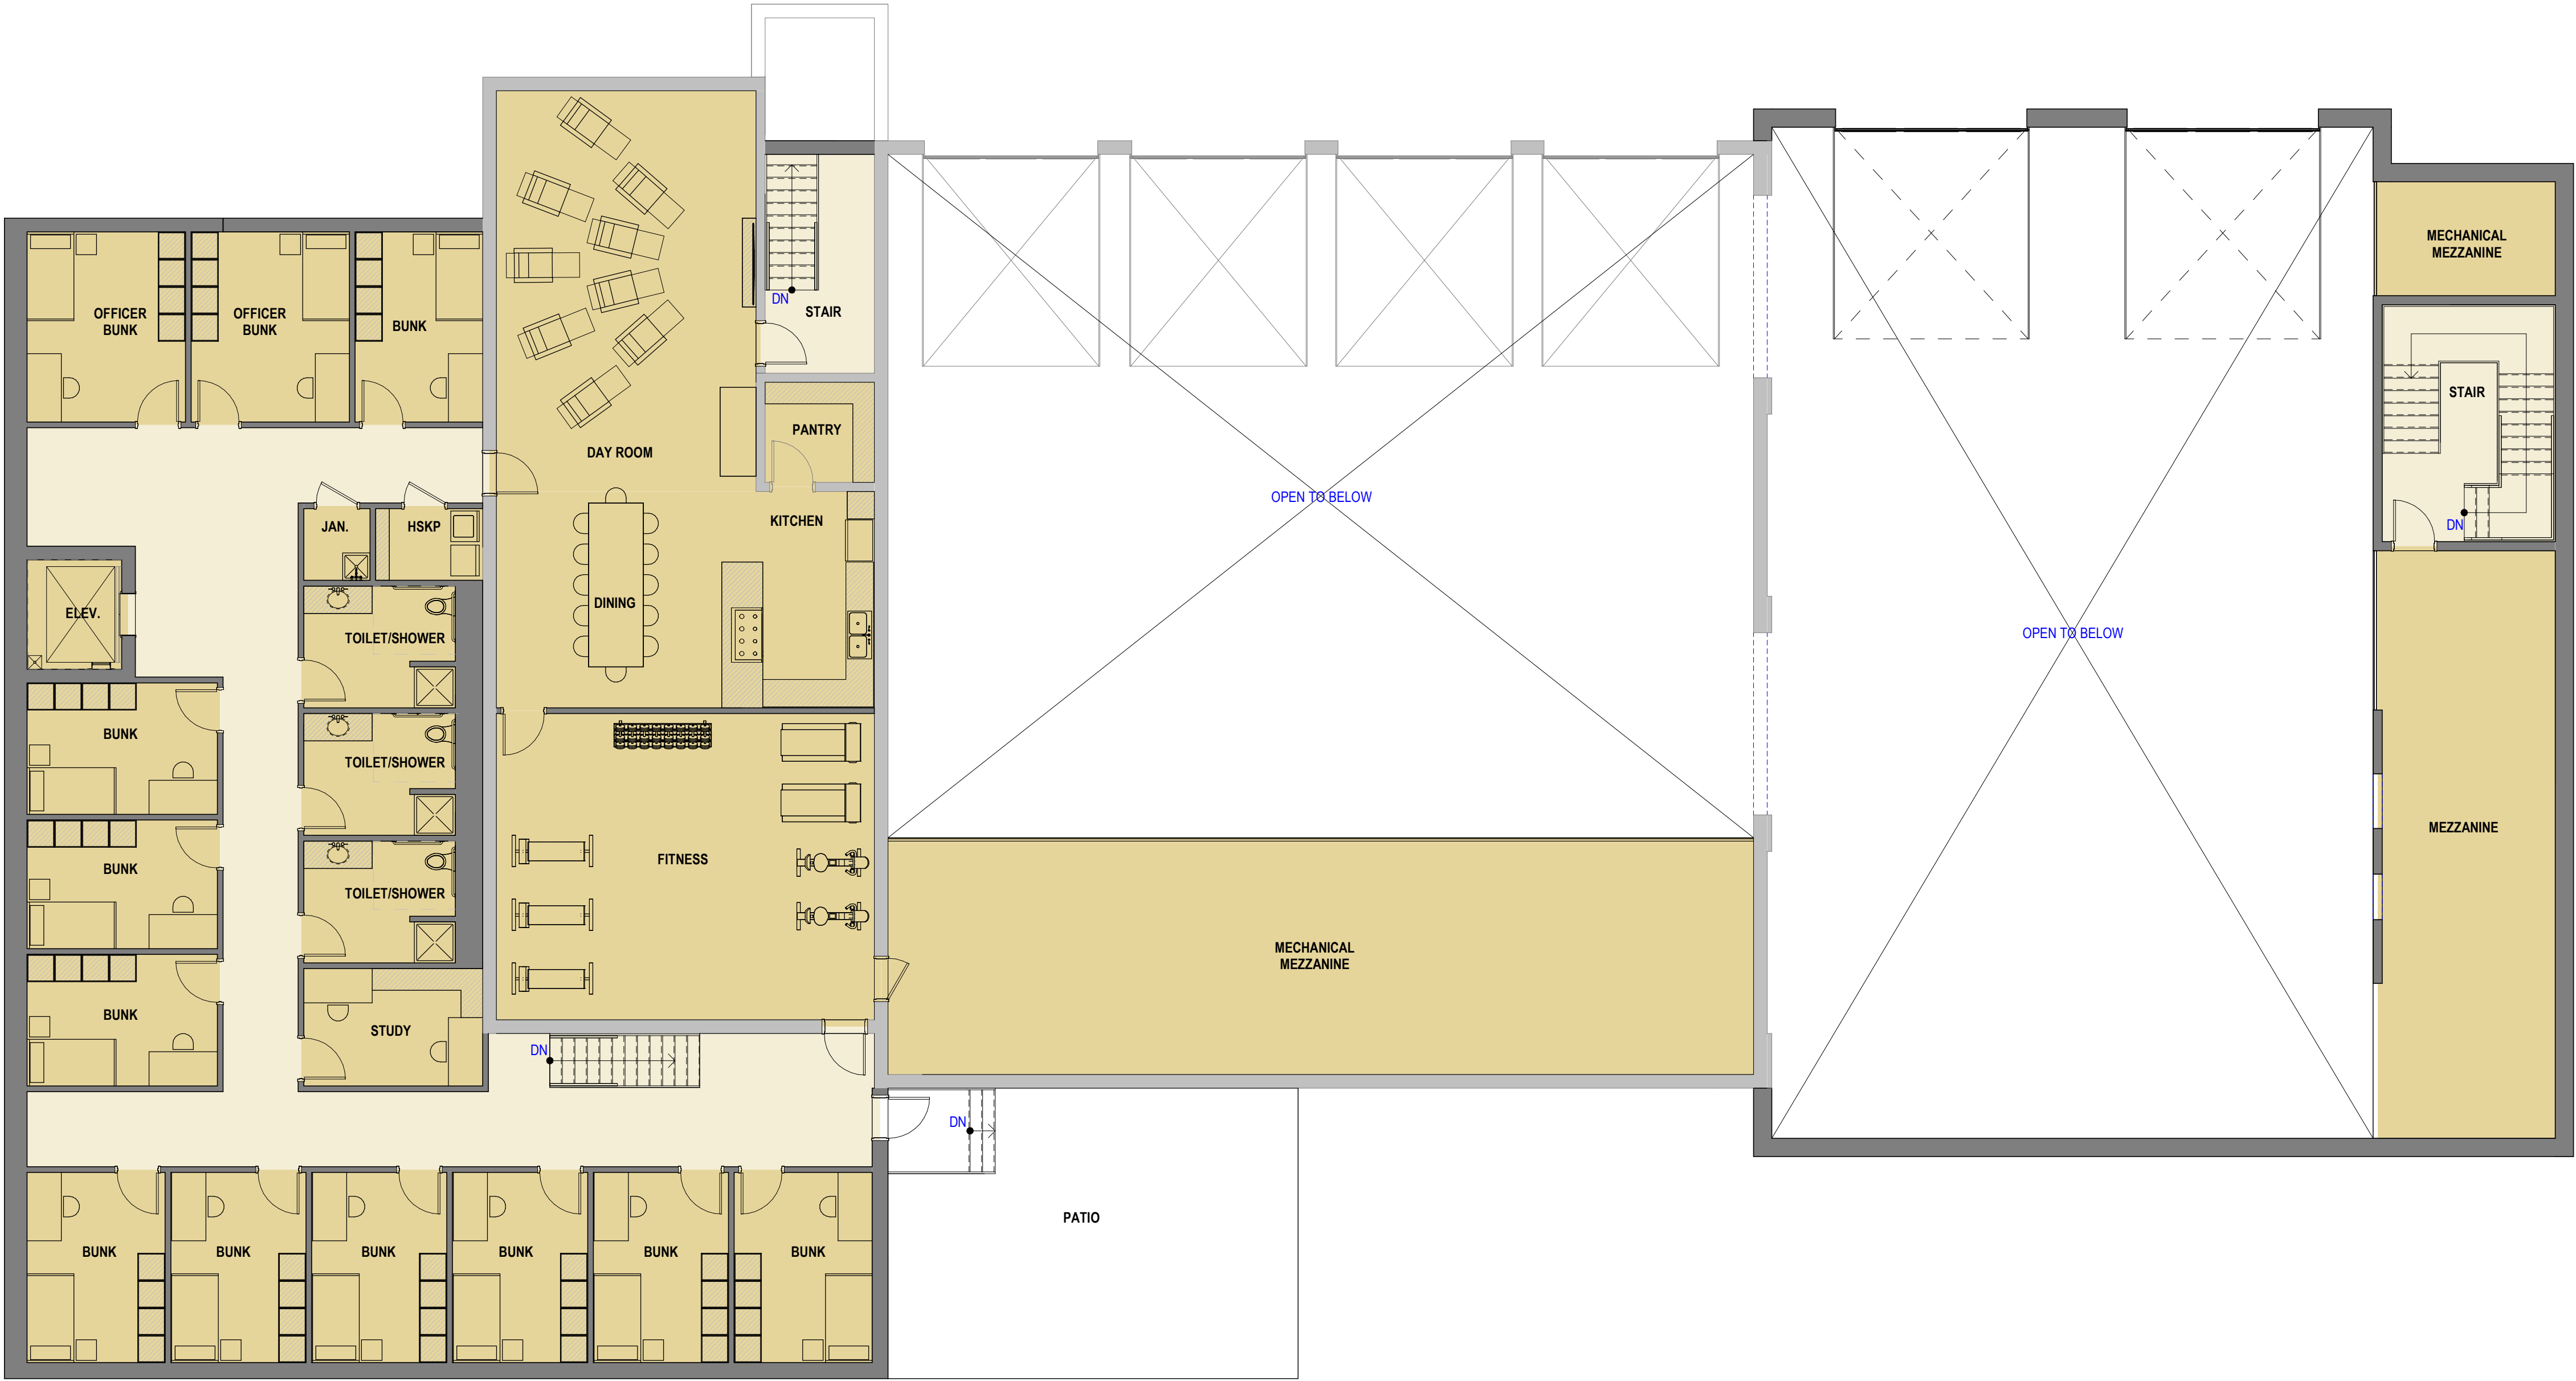 MECHANICAL
MEZZANINE
DN
STAIR
OFFICER
BUNK
OFFICER
BUNK
BUNK
STAIR
PANTRY
DAY ROOM
OPEN TO BELOW
KITCHEN
JAN.
HSKP
DN
DINING
ELEV.
TOILET/SHOWER
OPEN TO BELOW
BUNK
TOILET/SHOWER
MEZZANINE
FITNESS
BUNK
TOILET/SHOWER
MECHANICAL
MEZZANINE
BUNK
STUDY
DN
DN
PATIO
BUNK
BUNK
BUNK
BUNK
BUNK
BUNK